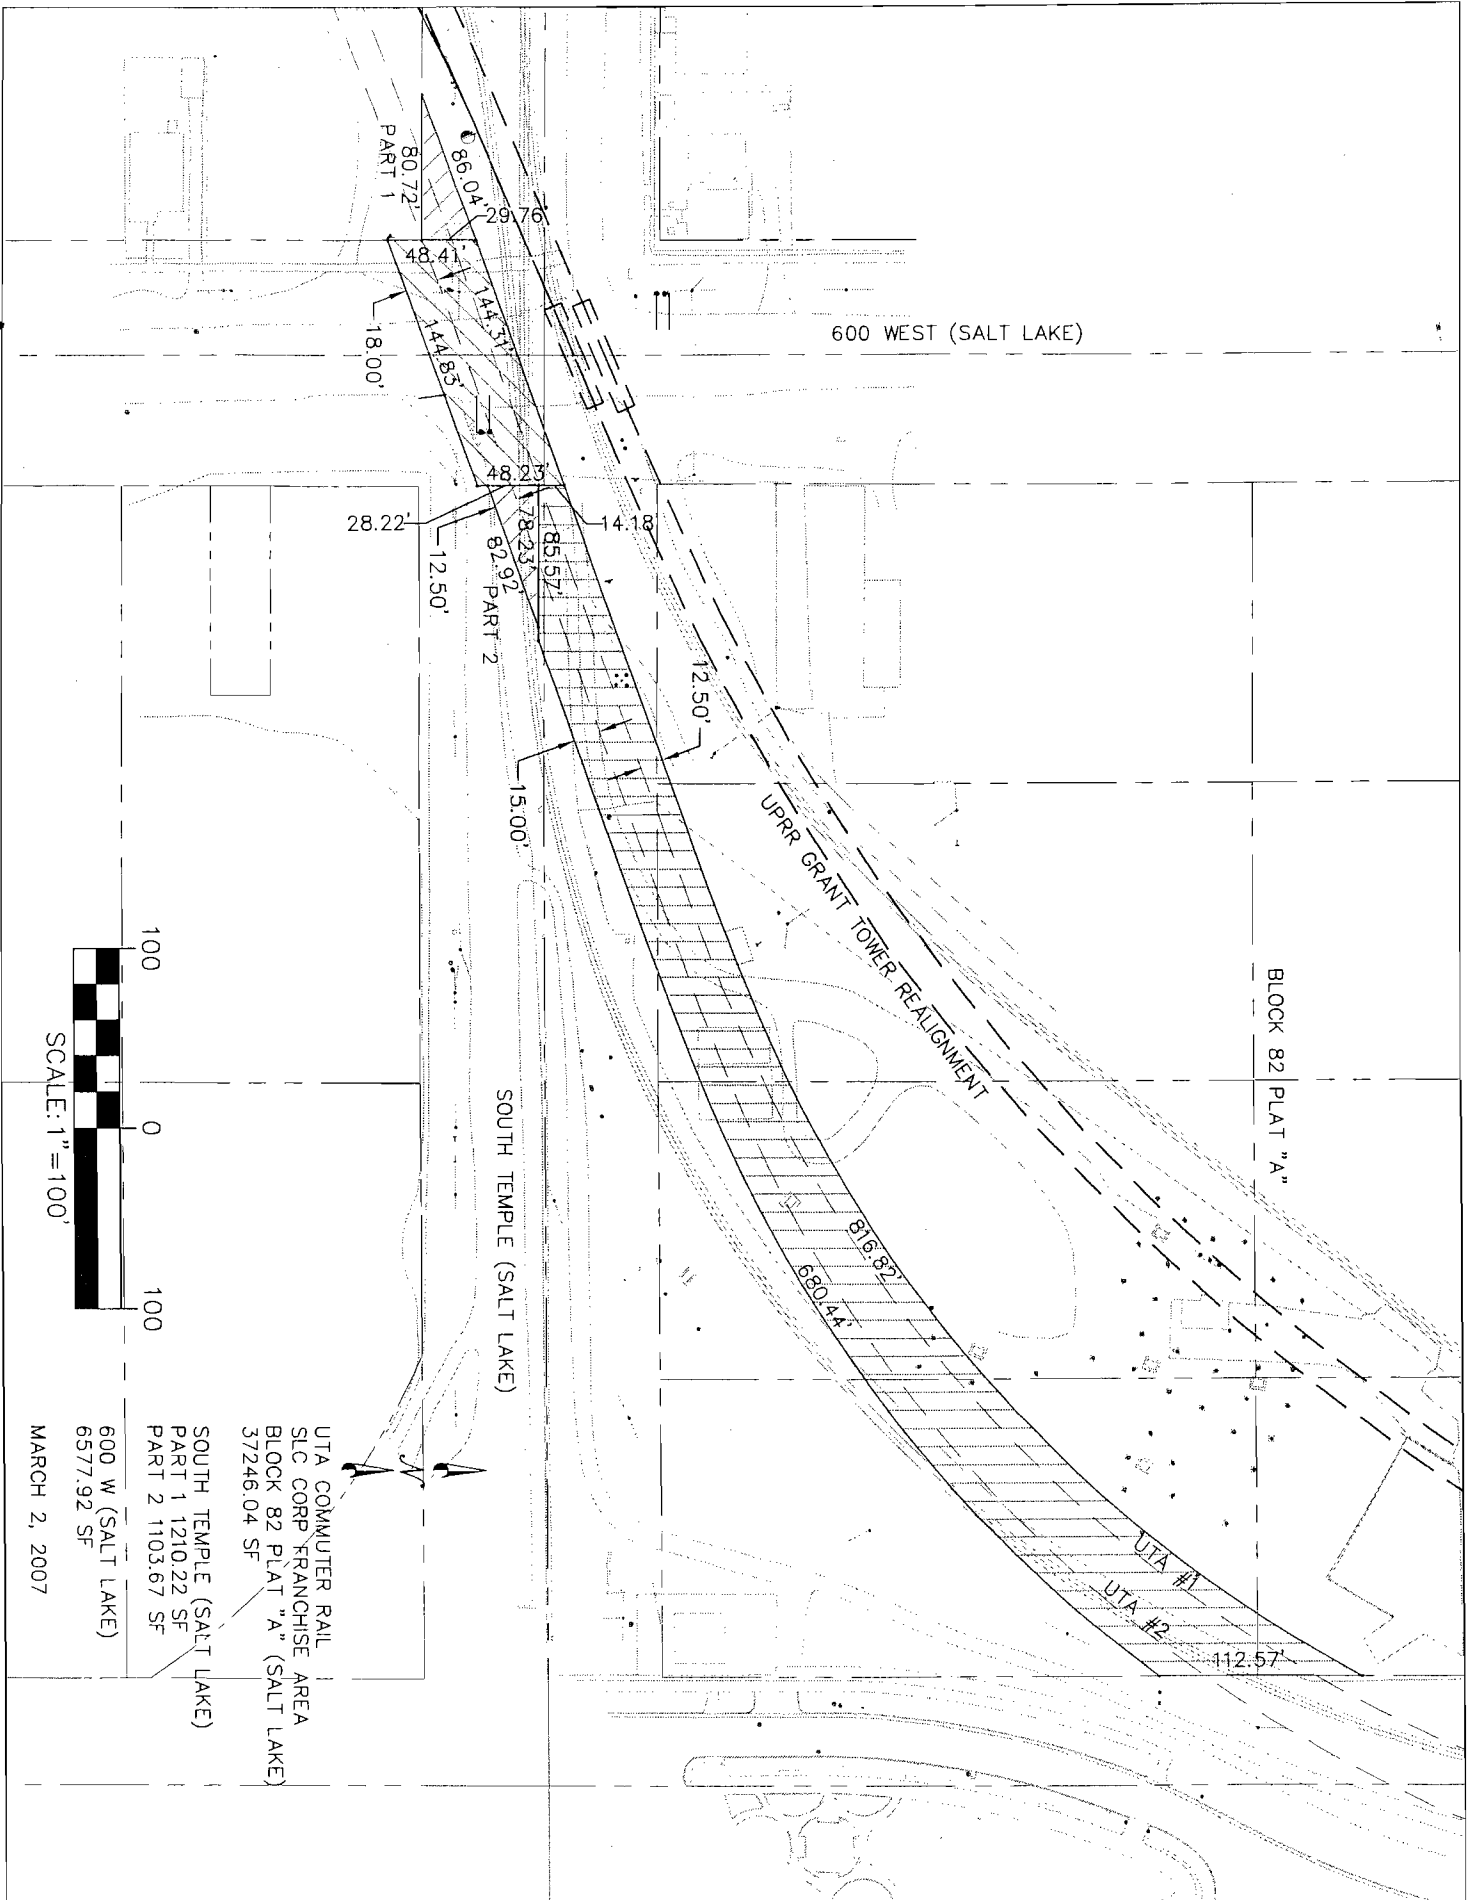 600 WEST (SALT LAKE)
80.72'
PART 1
86.04'
29.76
48.41'
144.31'
144.83'
18.00'
48.23'
28.22'
14.18
12.50'
78.23'
85.57'
82.92'
PART 2
12.50'
15.00'
UPRR GRANT TOWER REALIGNMENT
BLOCK 82 PLAT "A"
SOUTH TEMPLE (SALT LAKE)
816.82'
680.44'
UTA #1
UTA #2
112.57'
100
0
100
SCALE: 1"=100'
UTA COMMUTER RAIL
SLC CORP FRANCHISE AREA
BLOCK 82 PLAT "A" (SALT LAKE)
37246.04 SF
SOUTH TEMPLE (SALT LAKE)
PART 1 1210.22 SF
PART 2 1103.67 SF
600 W (SALT LAKE)
6577.92 SF
MARCH 2, 2007